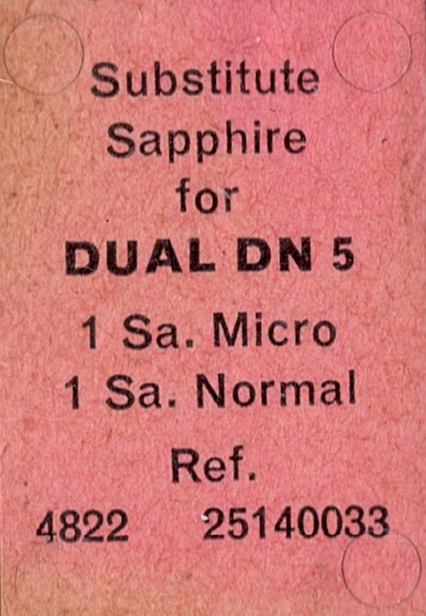 Substitute
Sapphire
for
DUAL DN 5
1 Sa. Micro
1 Sa. Normal
Ref.
4822 25140033